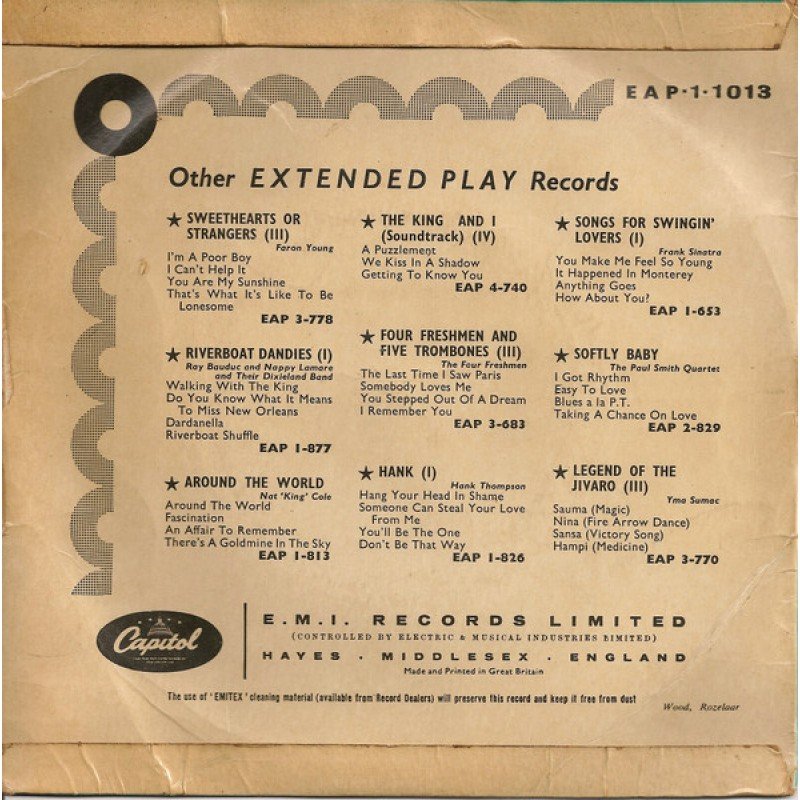 EAP·1·1013
Other EXTENDED PLAY Records
★ SWEETHEARTS OR
STRANGERS (III)
Faron Young
I'm A Poor Boy
I Can't Help It
You Are My Sunshine
That's What It's Like To Be
Lonesome
EAP 3-778
★ THE KING AND I
(Soundtrack) (IV)
A Puzzlement
We Kiss In A Shadow
Getting To Know You
EAP 4-740
★ SONGS FOR SWINGIN'
LOVERS (I)
Frank Sinatra
You Make Me Feel So Young
It Happened In Monterey
Anything Goes
How About You?
EAP 1-653
★ RIVERBOAT DANDIES (I)
Ray Bauduc and Nappy Lamare
and Their Dixieland Band
Walking With The King
Do You Know What It Means
To Miss New Orleans
Dardanella
Riverboat Shuffle
EAP 1-877
★ FOUR FRESHMEN AND
FIVE TROMBONES (III)
The Four Freshmen
The Last Time I Saw Paris
Somebody Loves Me
You Stepped Out Of A Dream
I Remember You
EAP 3-683
★ SOFTLY BABY
The Paul Smith Quartet
I Got Rhythm
Easy To Love
Blues a la P.T.
Taking A Chance On Love
EAP 2-829
★ AROUND THE WORLD
Nat 'King' Cole
Around The World
Fascination
An Affair To Remember
There's A Goldmine In The Sky
EAP 1-813
★ HANK (I)
Hank Thompson
Hang Your Head In Shame
Someone Can Steal Your Love
From Me
You'll Be The One
Don't Be That Way
EAP 1-826
★ LEGEND OF THE
JIVARO (III)
Yma Sumac
Sauma (Magic)
Nina (Fire Arrow Dance)
Sansa (Victory Song)
Hampi (Medicine)
EAP 3-770
Capitol
E.M.I. RECORDS LIMITED
(CONTROLLED BY ELECTRIC & MUSICAL INDUSTRIES LIMITED)
HAYES . MIDDLESEX . ENGLAND
Made and Printed in Great Britain
The use of 'EMITEX' cleaning material (available from Record Dealers) will preserve this record and keep it free from dust
Wood, Rozelaar